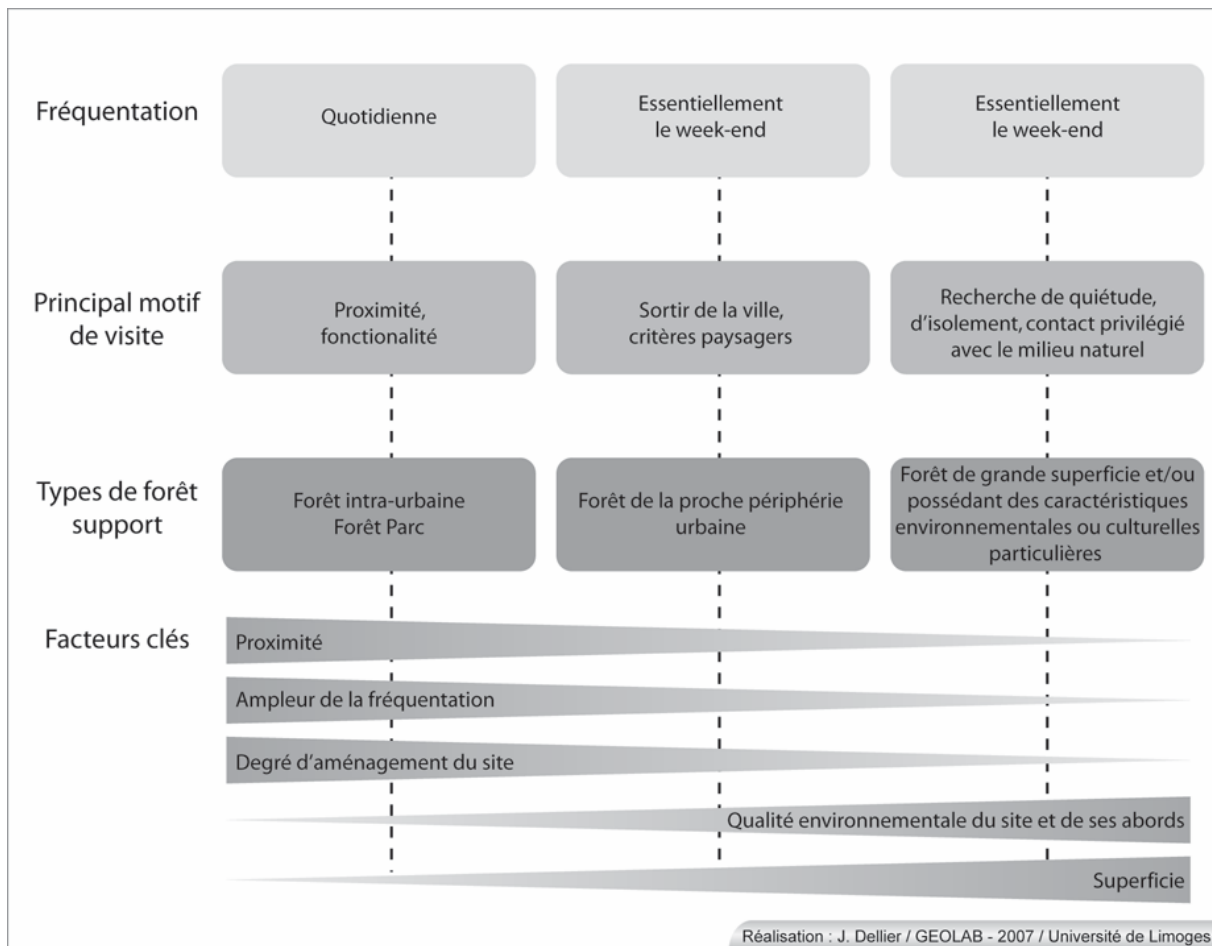 Fréquentation
Quotidienne
Essentiellement
le week-end
Essentiellement
le week-end
Principal motif
de visite
Proximité,
fonctionalité
Sortir de la ville,
critères paysagers
Recherche de quiétude,
d'isolement, contact privilégié
avec le milieu naturel
Types de forêt
support
Forêt intra-urbaine
Forêt Parc
Forêt de la proche périphérie
urbaine
Forêt de grande superficie et/ou
possédant des caractéristiques
environnementales ou culturelles
particulières
Facteurs clés
Proximité
Ampleur de la fréquentation
Degré d'aménagement du site
Qualité environnementale du site et de ses abords
Superficie
Réalisation : J. Dellier / GEOLAB - 2007 / Université de Limoges